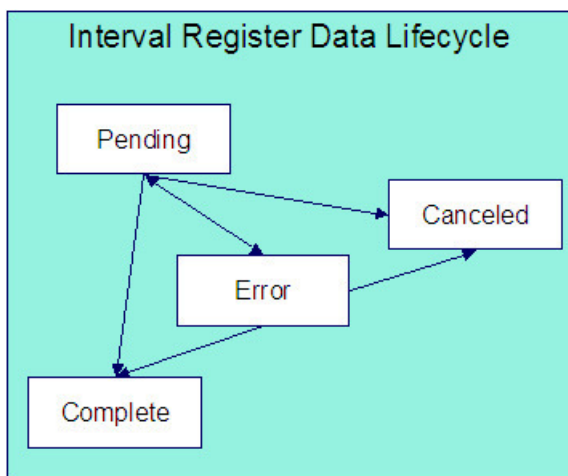 Interval Register Data Lifecycle
Pending
Canceled
Error
Complete